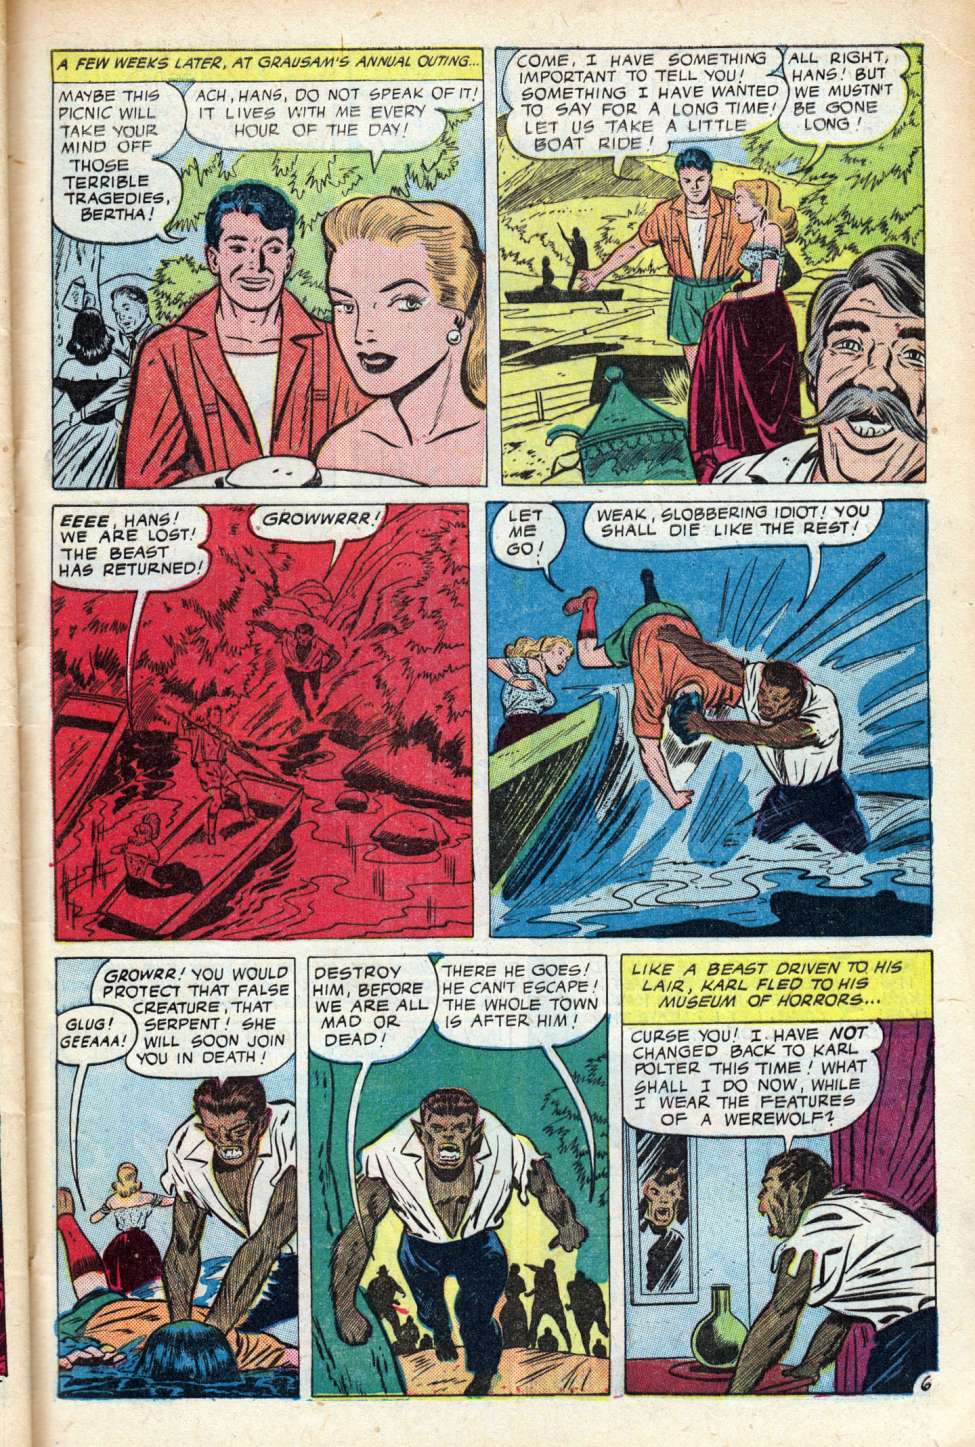 A FEW WEEKS LATER, AT GRAUSAM'S ANNUAL OUTING...
MAYBE THIS
PICNIC WILL
TAKE YOUR
MIND OFF
THOSE
TERRIBLE
TRAGEDIES,
BERTHA!
ACH, HANS, DO NOT SPEAK OF IT!
IT LIVES WITH ME EVERY
HOUR OF THE DAY!
COME, I HAVE SOMETHING
IMPORTANT TO TELL YOU!
SOMETHING I HAVE WANTED
TO SAY FOR A LONG TIME!
LET US TAKE A LITTLE
BOAT RIDE!
ALL RIGHT,
HANS! BUT
WE MUSTN'T
BE GONE
LONG!
EEEE, HANS!
WE ARE LOST!
THE BEAST
HAS RETURNED!
GROWWRRR!
LET
ME
GO!
WEAK, SLOBBERING IDIOT! YOU
SHALL DIE LIKE THE REST!
GLUG!
GEEAAA!
GROWRR! YOU WOULD
PROTECT THAT FALSE
CREATURE, THAT
SERPENT! SHE
WILL SOON JOIN
YOU IN DEATH!
DESTROY
HIM, BEFORE
WE ARE ALL
MAD OR
DEAD!
THERE HE GOES!
HE CAN'T ESCAPE!
THE WHOLE TOWN
IS AFTER HIM!
LIKE A BEAST DRIVEN TO HIS
LAIR, KARL FLED TO HIS
MUSEUM OF HORRORS...
CURSE YOU! I HAVE NOT
CHANGED BACK TO KARL
POLTER THIS TIME! WHAT
SHALL I DO NOW, WHILE
I WEAR THE FEATURES
OF A WEREWOLF?
6